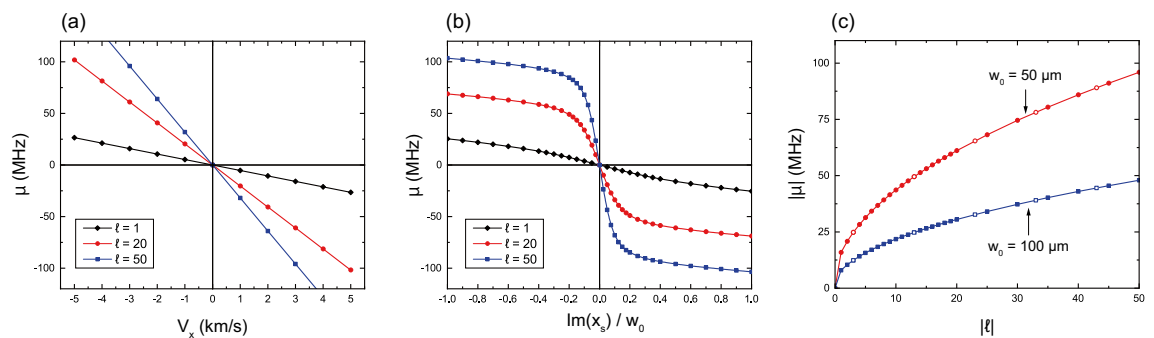 (a)
μ (MHz)
100
50
0
-50
-100
ℓ = 1
ℓ = 20
ℓ = 50
-5 -4 -3 -2 -1 0 1 2 3 4 5
V_x (km/s)
(b)
μ (MHz)
100
50
0
-50
-100
ℓ = 1
ℓ = 20
ℓ = 50
-1.0 -0.8 -0.6 -0.4 -0.2 0.0 0.2 0.4 0.6 0.8 1.0
Im(x_s) / w_0
(c)
|μ| (MHz)
100
75
50
25
0
w_0 = 50 μm
w_0 = 100 μm
0 10 20 30 40 50
|ℓ|